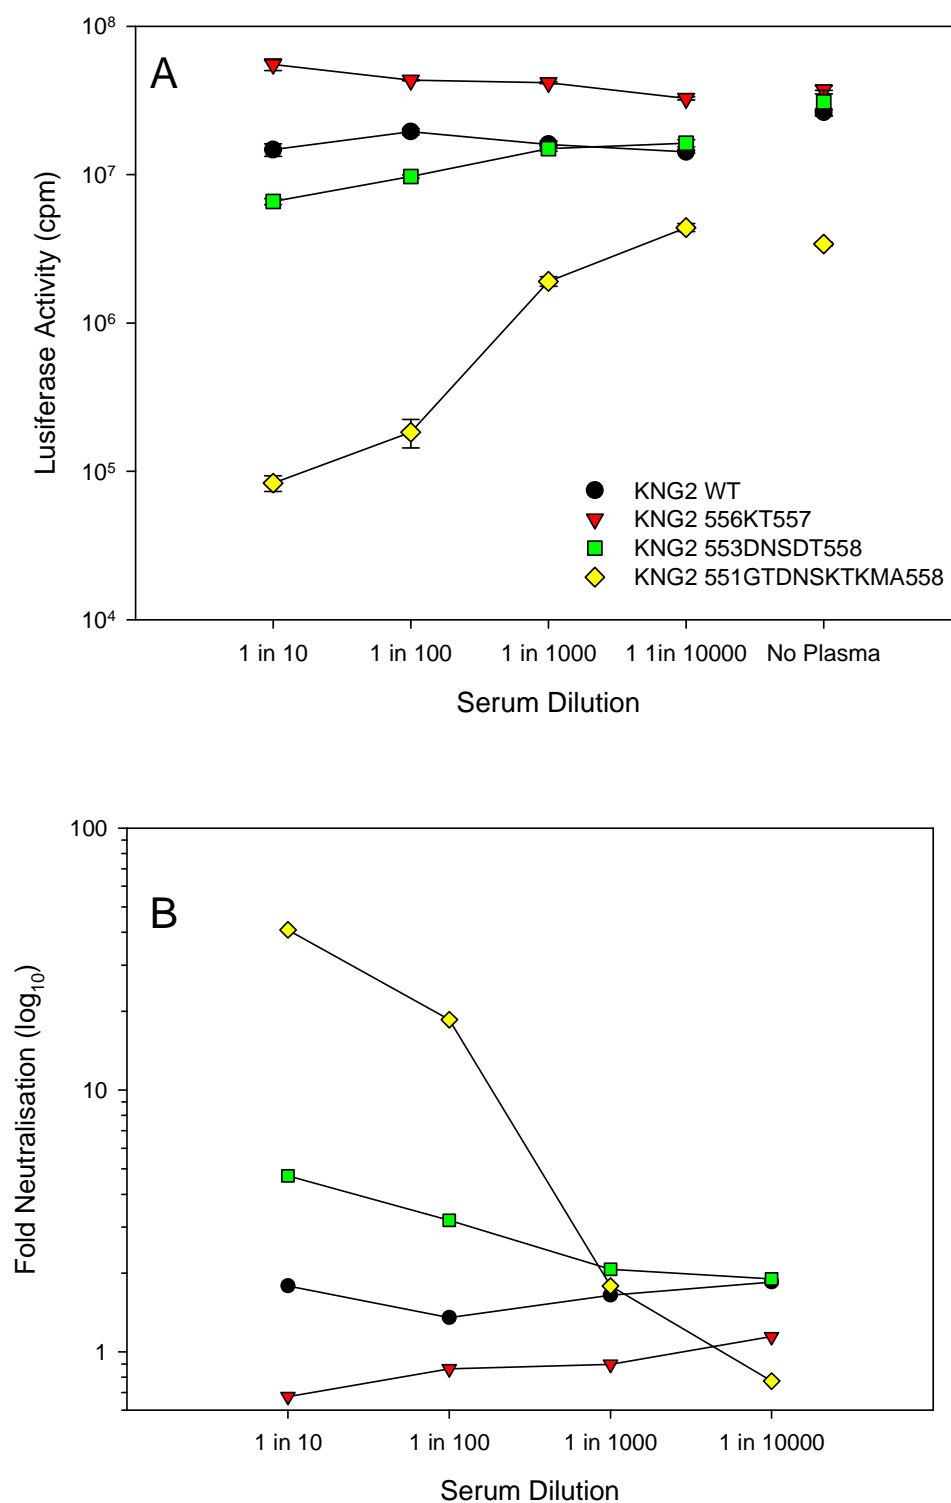 10⁸
A
10⁷
10⁶
10⁵
10⁴
Lusiferase Activity (cpm)
KNG2 WT
KNG2 556KT557
KNG2 553DNSDT558
KNG2 551GTDNSKTKMA558
1 in 10 1 in 100 1 in 1000 1 1in 10000 No Plasma
Serum Dilution
100
B
10
1
Fold Neutralisation (log₁₀)
1 in 10 1 in 100 1 in 1000 1 in 10000
Serum Dilution